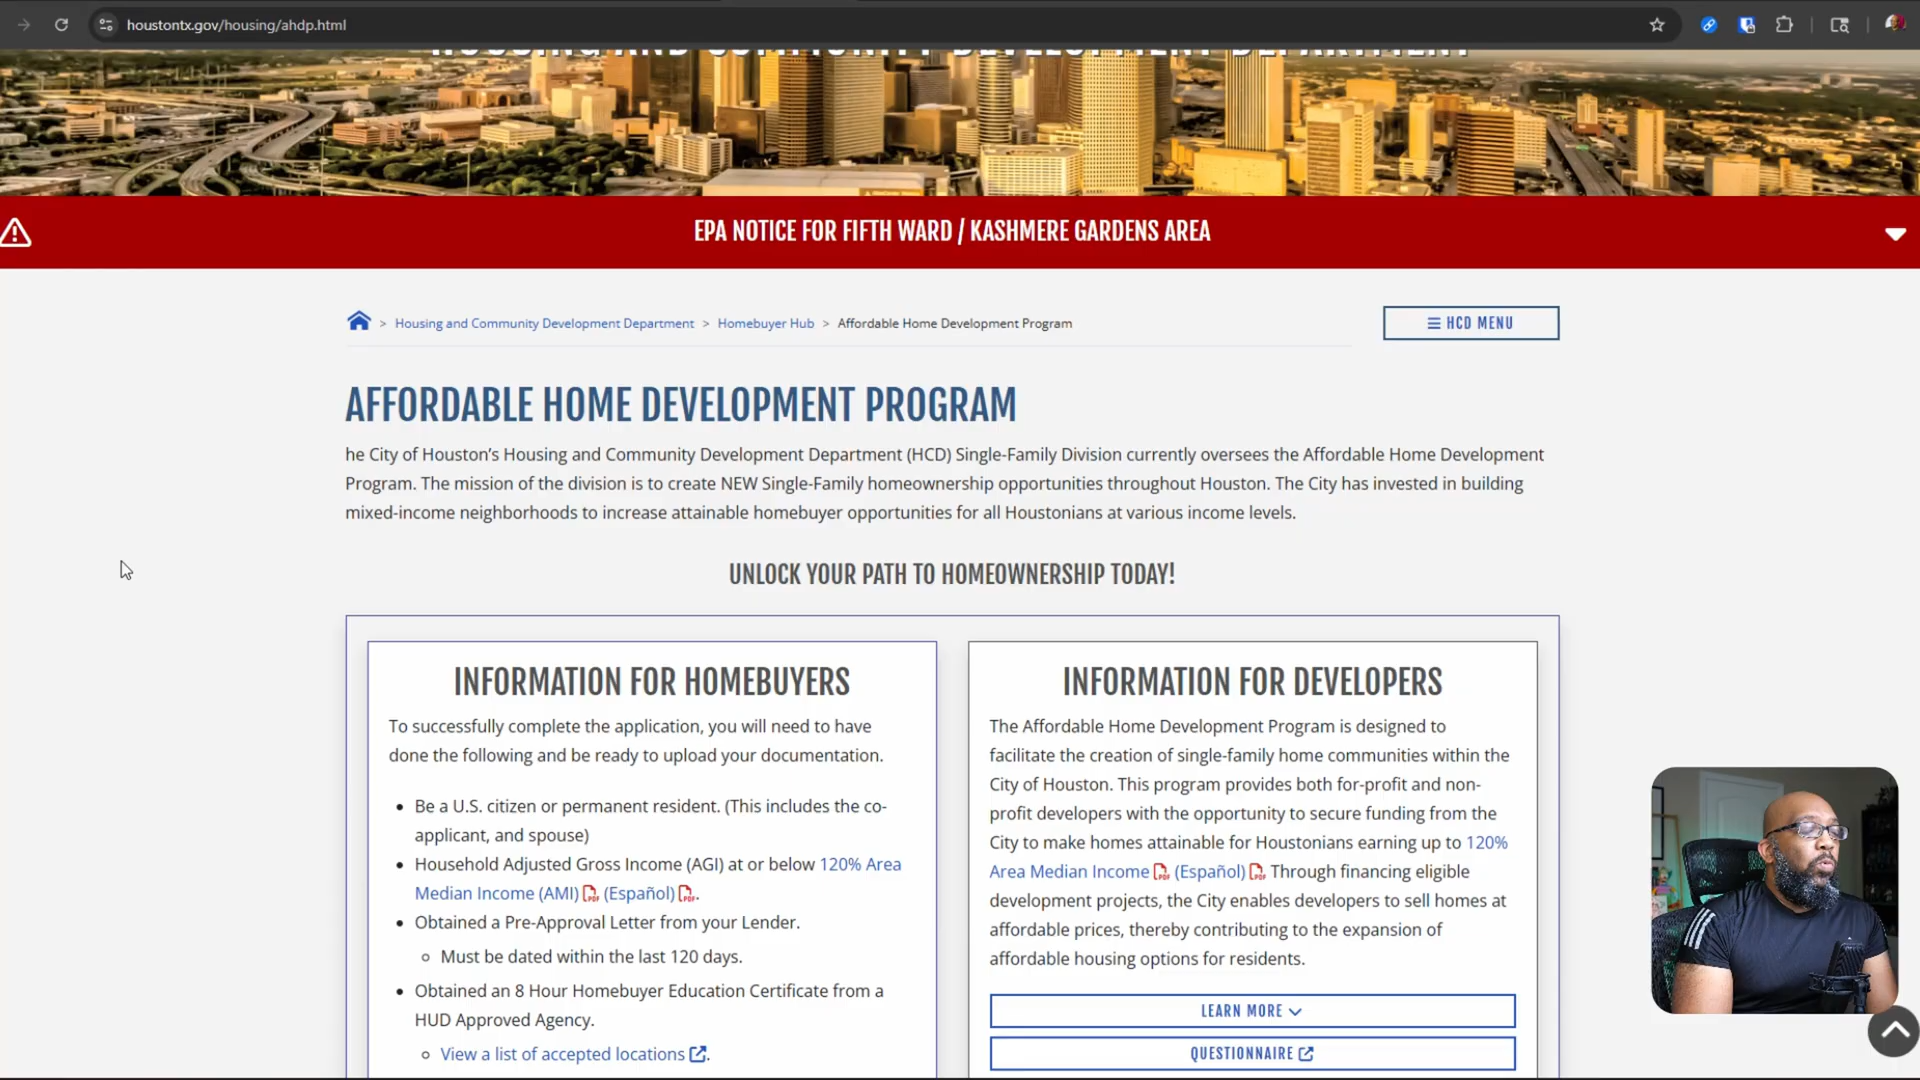 houstontx.gov/housing/ahdp.html
HOUSING AND COMMUNITY DEVELOPMENT DEPARTMENT
EPA NOTICE FOR FIFTH WARD / KASHMERE GARDENS AREA
> Housing and Community Development Department > Homebuyer Hub > Affordable Home Development Program
☰ HCD MENU
AFFORDABLE HOME DEVELOPMENT PROGRAM
he City of Houston's Housing and Community Development Department (HCD) Single-Family Division currently oversees the Affordable Home Development
Program. The mission of the division is to create NEW Single-Family homeownership opportunities throughout Houston. The City has invested in building
mixed-income neighborhoods to increase attainable homebuyer opportunities for all Houstonians at various income levels.
UNLOCK YOUR PATH TO HOMEOWNERSHIP TODAY!
INFORMATION FOR HOMEBUYERS
To successfully complete the application, you will need to have
done the following and be ready to upload your documentation.
• Be a U.S. citizen or permanent resident. (This includes the co-
applicant, and spouse)
• Household Adjusted Gross Income (AGI) at or below 120% Area
Median Income (AMI) (Español).
• Obtained a Pre-Approval Letter from your Lender.
○ Must be dated within the last 120 days.
• Obtained an 8 Hour Homebuyer Education Certificate from a
HUD Approved Agency.
○ View a list of accepted locations.
INFORMATION FOR DEVELOPERS
The Affordable Home Development Program is designed to
facilitate the creation of single-family home communities within the
City of Houston. This program provides both for-profit and non-
profit developers with the opportunity to secure funding from the
City to make homes attainable for Houstonians earning up to 120%
Area Median Income (Español) Through financing eligible
development projects, the City enables developers to sell homes at
affordable prices, thereby contributing to the expansion of
affordable housing options for residents.
LEARN MORE
QUESTIONNAIRE